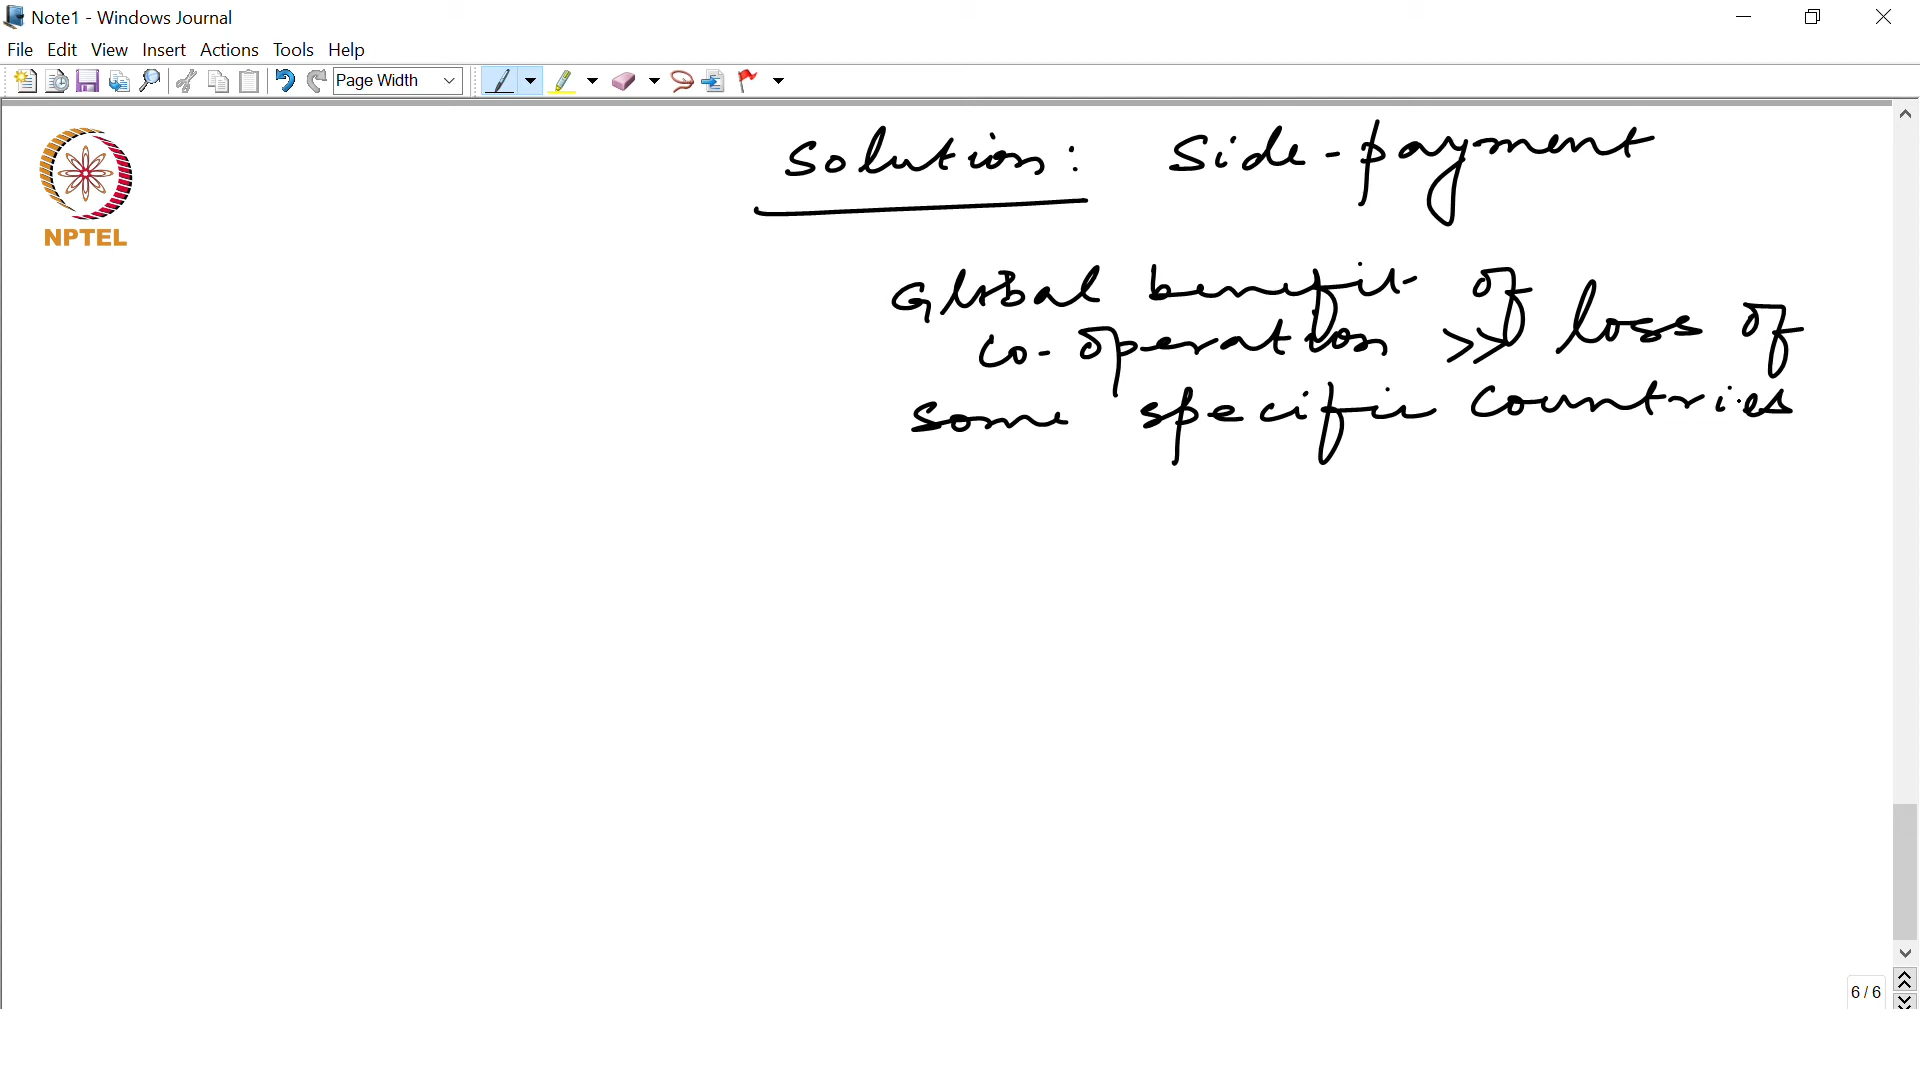 Note1 - Windows Journal
File Edit View Insert Actions Tools Help
Page Width
NPTEL
Solution: Side-payment
Global benefit of
co-operation >> loss of
some specific countries
6 / 6